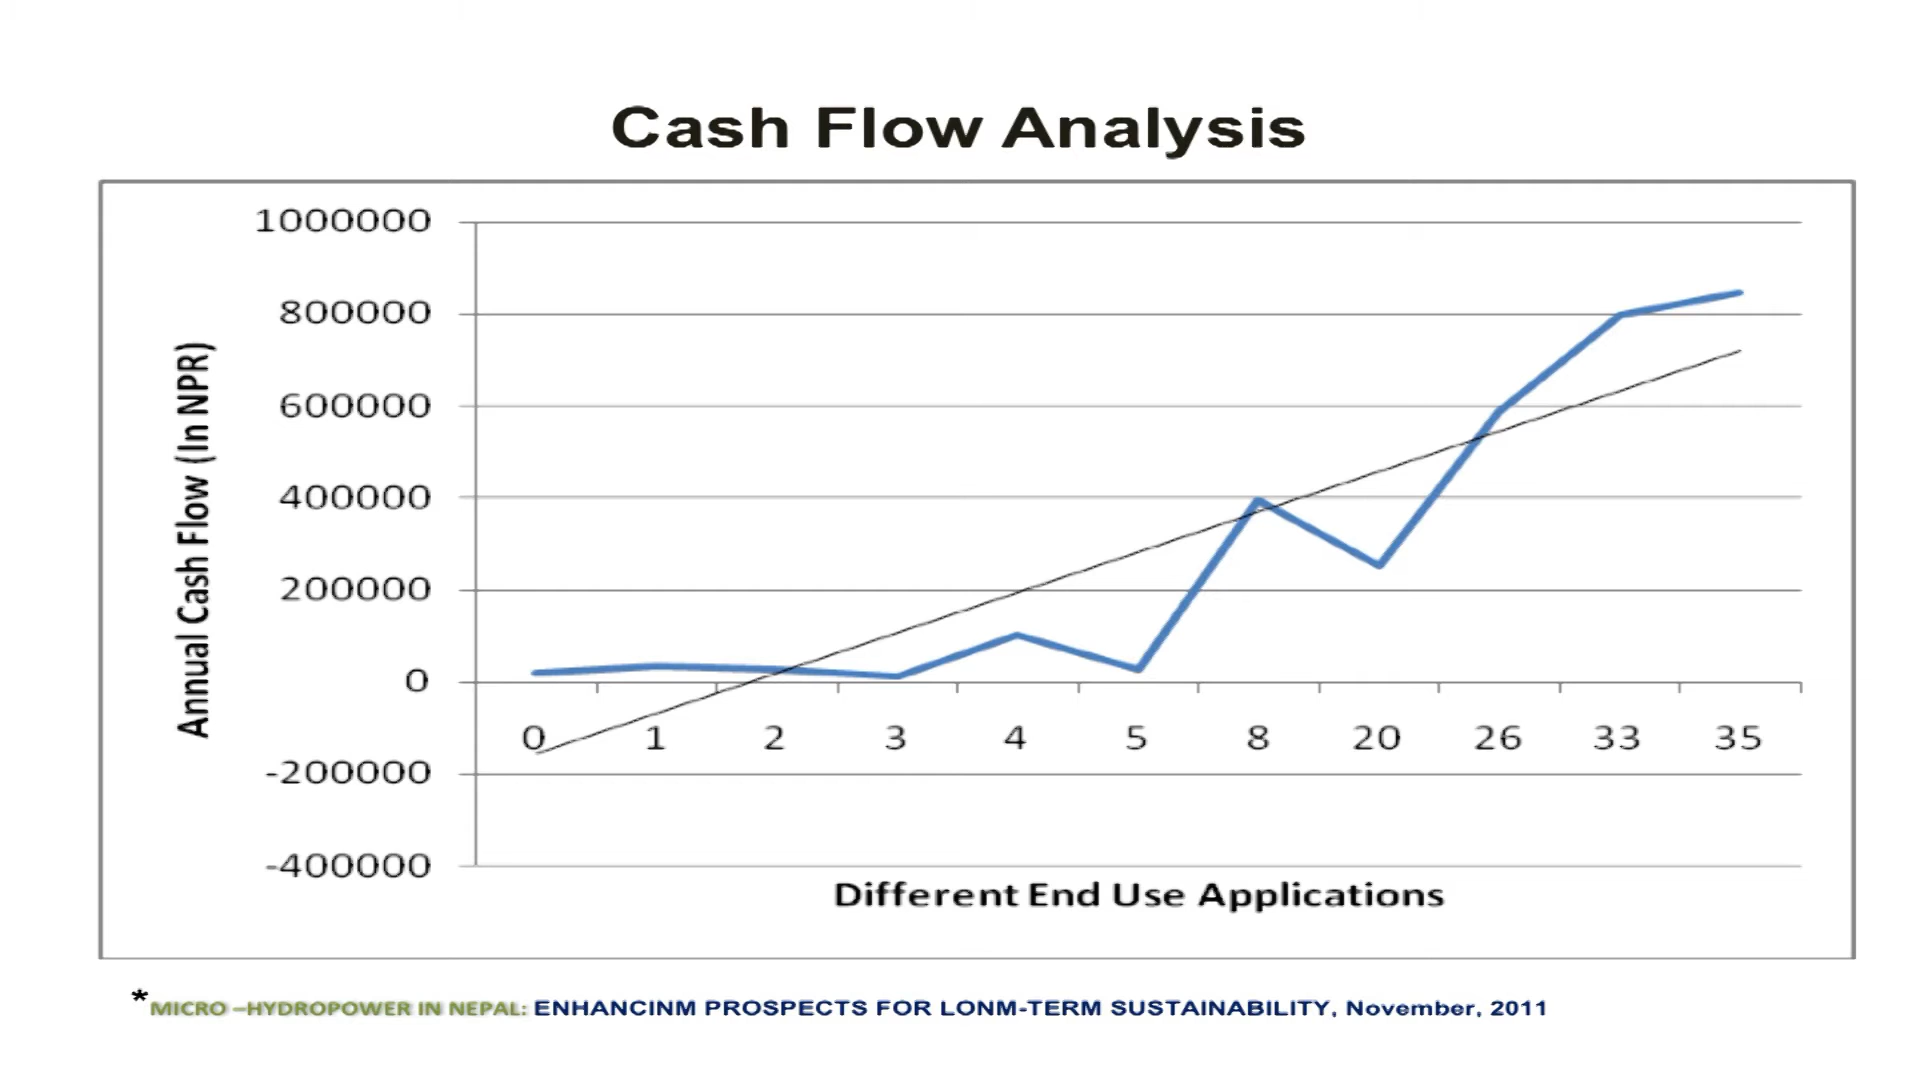 Cash Flow Analysis
1000000
800000
600000
400000
200000
0
-200000
-400000
Annual Cash Flow (In NPR)
0 1 2 3 4 5 8 20 26 33 35
Different End Use Applications
*MICRO –HYDROPOWER IN NEPAL: ENHANCINM PROSPECTS FOR LONM-TERM SUSTAINABILITY, November, 2011